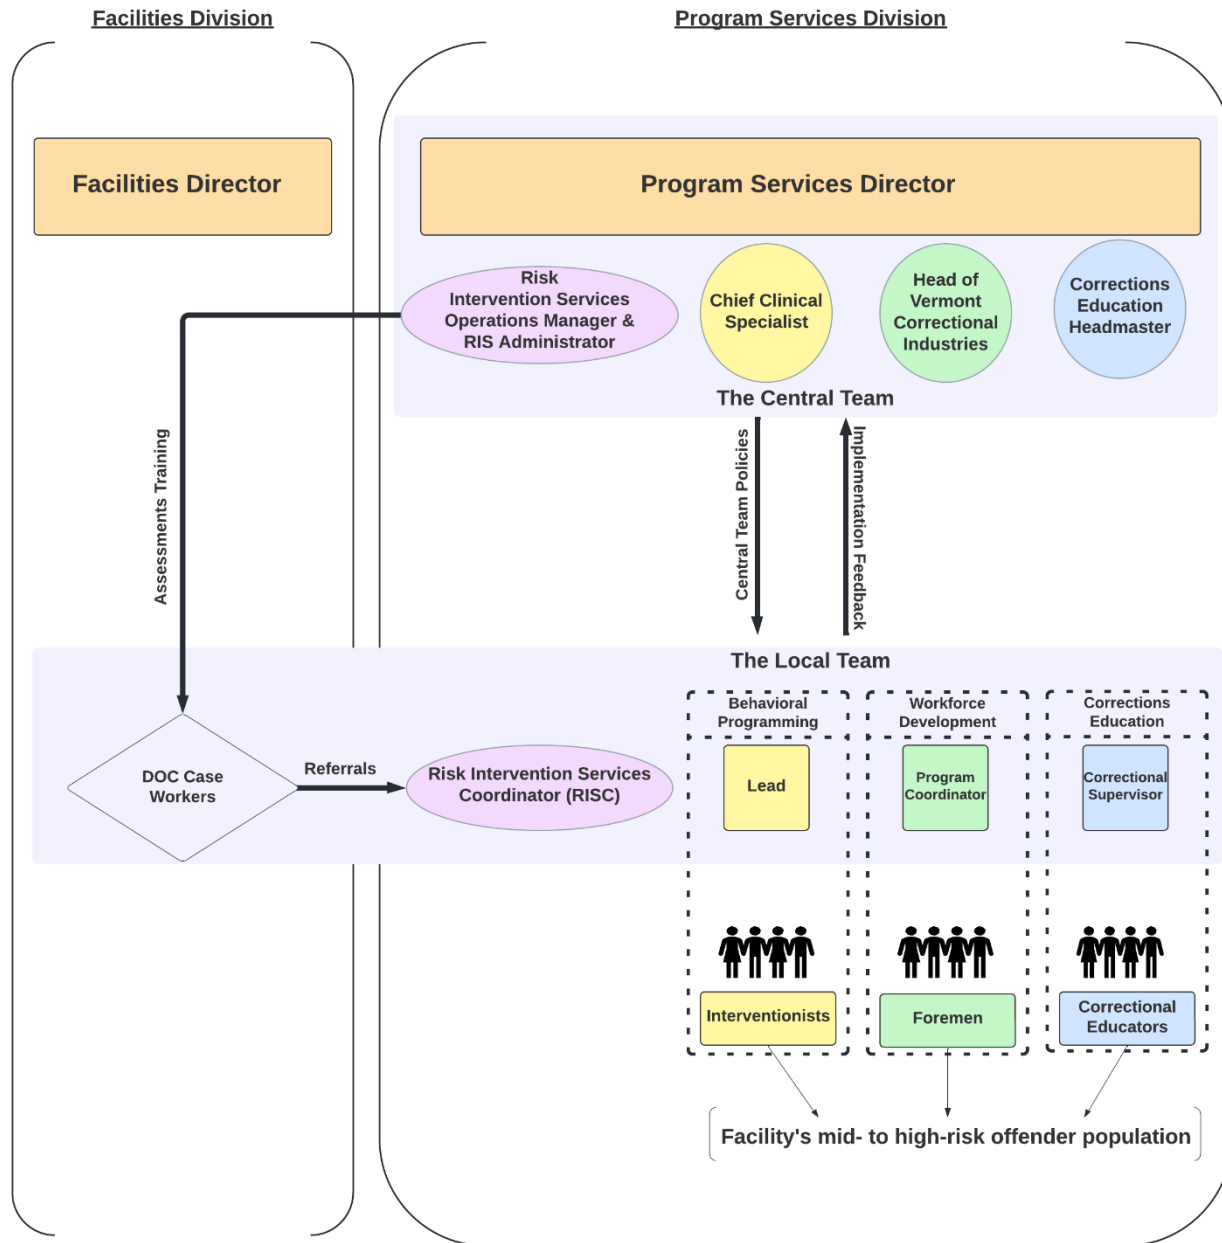 Facilities Division
Program Services Division
Facilities Director
Program Services Director
Risk
Intervention Services
Operations Manager &
RIS Administrator
Chief Clinical
Specialist
Head of
Vermont
Correctional
Industries
Corrections
Education
Headmaster
The Central Team
Assessments Training
Central Team Policies
Implementation Feedback
The Local Team
Behavioral
Programming
Workforce
Development
Corrections
Education
DOC Case
Workers
Referrals
Risk Intervention Services
Coordinator (RISC)
Lead
Program
Coordinator
Correctional
Supervisor
Interventionists
Foremen
Correctional
Educators
Facility's mid- to high-risk offender population